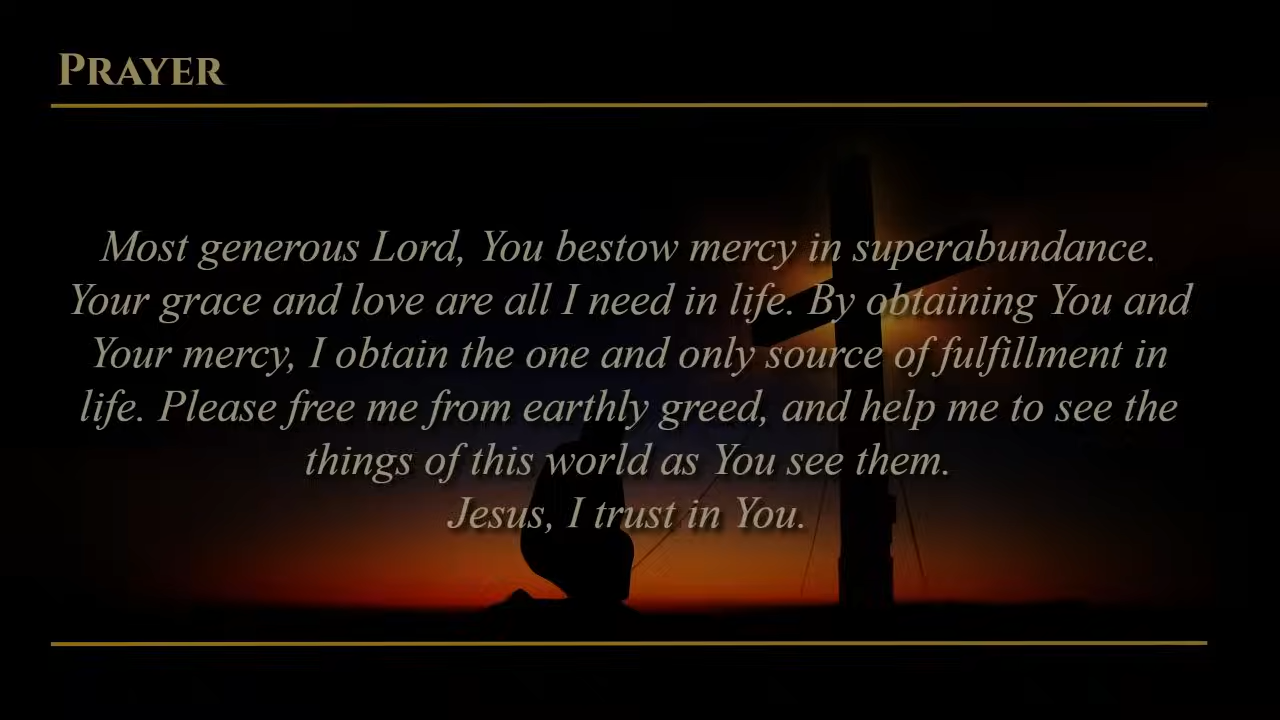 PRAYER
Most generous Lord, You bestow mercy in superabundance.
Your grace and love are all I need in life. By obtaining You and
Your mercy, I obtain the one and only source of fulfillment in
life. Please free me from earthly greed, and help me to see the
things of this world as You see them.
Jesus, I trust in You.